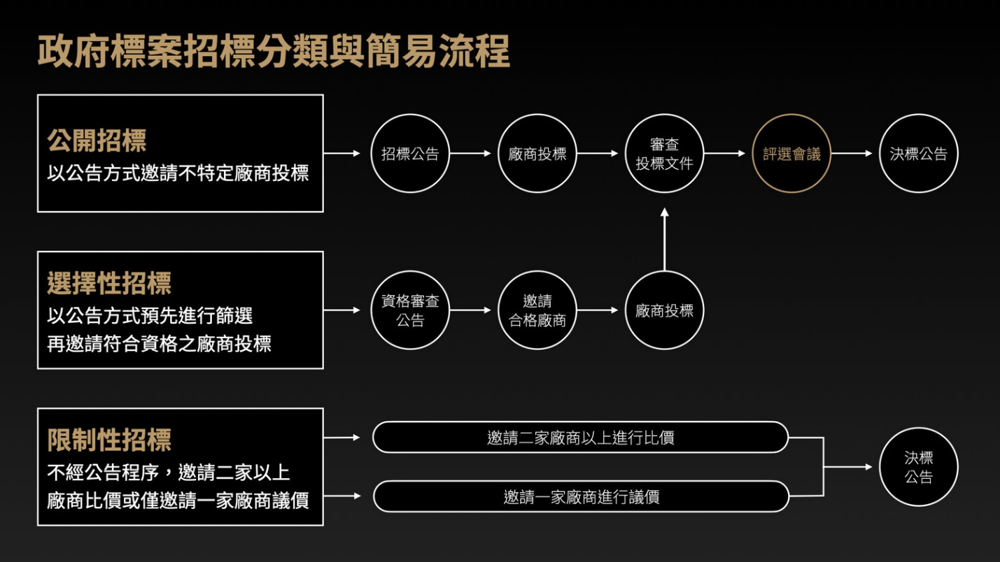 政府標案招標分類與簡易流程
公開招標
以公告方式邀請不特定廠商投標
招標公告
廠商投標
審查
投標文件
評選會議
決標公告
選擇性招標
以公告方式預先進行篩選
再邀請符合資格之廠商投標
資格審查
公告
邀請
合格廠商
廠商投標
限制性招標
不經公告程序，邀請二家以上
廠商比價或僅邀請一家廠商議價
邀請二家廠商以上進行比價
邀請一家廠商進行議價
決標
公告